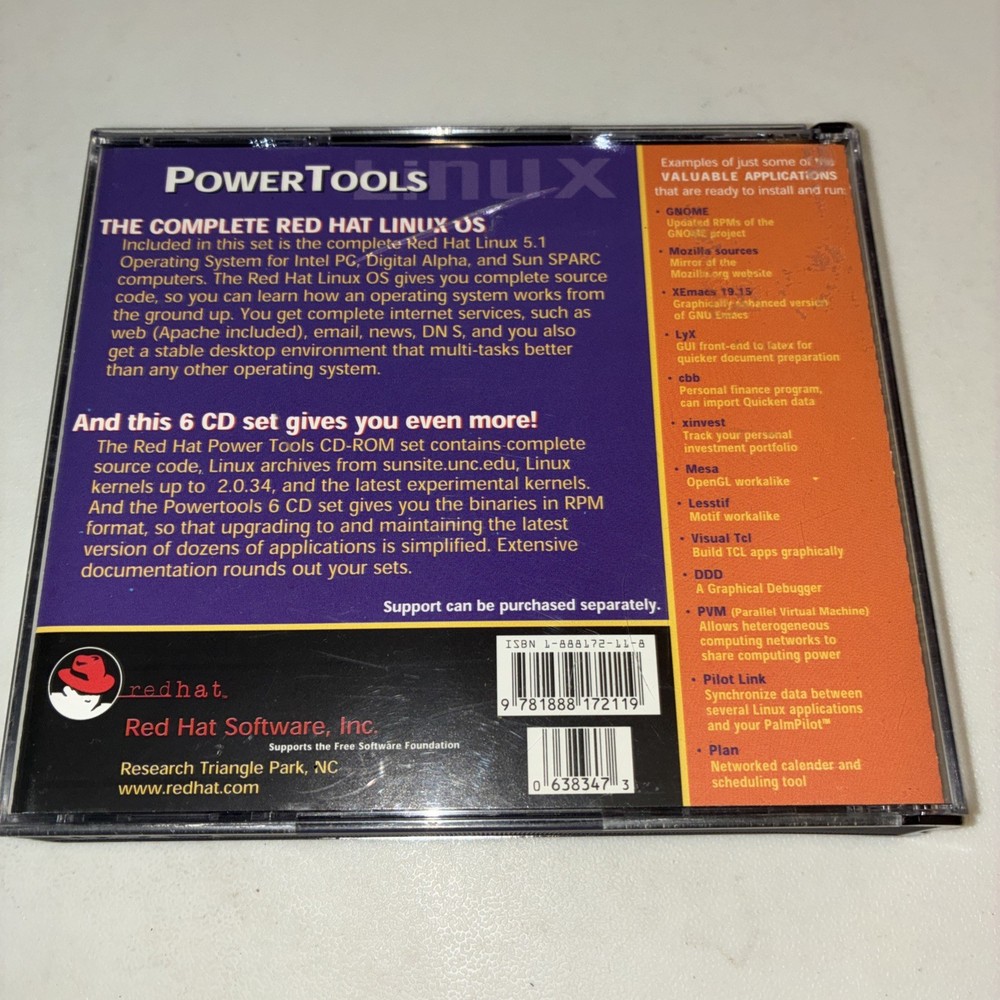 Linux
POWERTOOLS
THE COMPLETE RED HAT LINUX OS
Included in this set is the complete Red Hat Linux 5.1
Operating System for Intel PC, Digital Alpha, and Sun SPARC
computers. The Red Hat Linux OS gives you complete source
code, so you can learn how an operating system works from
the ground up. You get complete internet services, such as
web (Apache included), email, news, DN S, and you also
get a stable desktop environment that multi-tasks better
than any other operating system.
And this 6 CD set gives you even more!
The Red Hat Power Tools CD-ROM set contains complete
source code, Linux archives from sunsite.unc.edu, Linux
kernels up to 2.0.34, and the latest experimental kernels.
And the Powertools 6 CD set gives you the binaries in RPM
format, so that upgrading to and maintaining the latest
version of dozens of applications is simplified. Extensive
documentation rounds out your sets.
Support can be purchased separately.
redhat™
Red Hat Software, Inc.
Supports the Free Software Foundation
Research Triangle Park, NC
www.redhat.com
ISBN 1-888172-11-8
9 781888 172119
0 638347 3
Examples of just some of the
VALUABLE APPLICATIONS
that are ready to install and run:
• GNOME
Updated RPMs of the
GNOME project
• Mozilla sources
Mirror of the
Mozilla.org website
• XEmacs 19.15
Graphically enhanced version
of GNU Emacs
• LyX
GUI front-end to latex for
quicker document preparation
• cbb
Personal finance program,
can import Quicken data
• xinvest
Track your personal
investment portfolio
• Mesa
OpenGL workalike
• Lesstif
Motif workalike
• Visual Tcl
Build TCL apps graphically
• DDD
A Graphical Debugger
• PVM (Parallel Virtual Machine)
Allows heterogeneous
computing networks to
share computing power
• Pilot Link
Synchronize data between
several Linux applications
and your PalmPilot™
• Plan
Networked calender and
scheduling tool